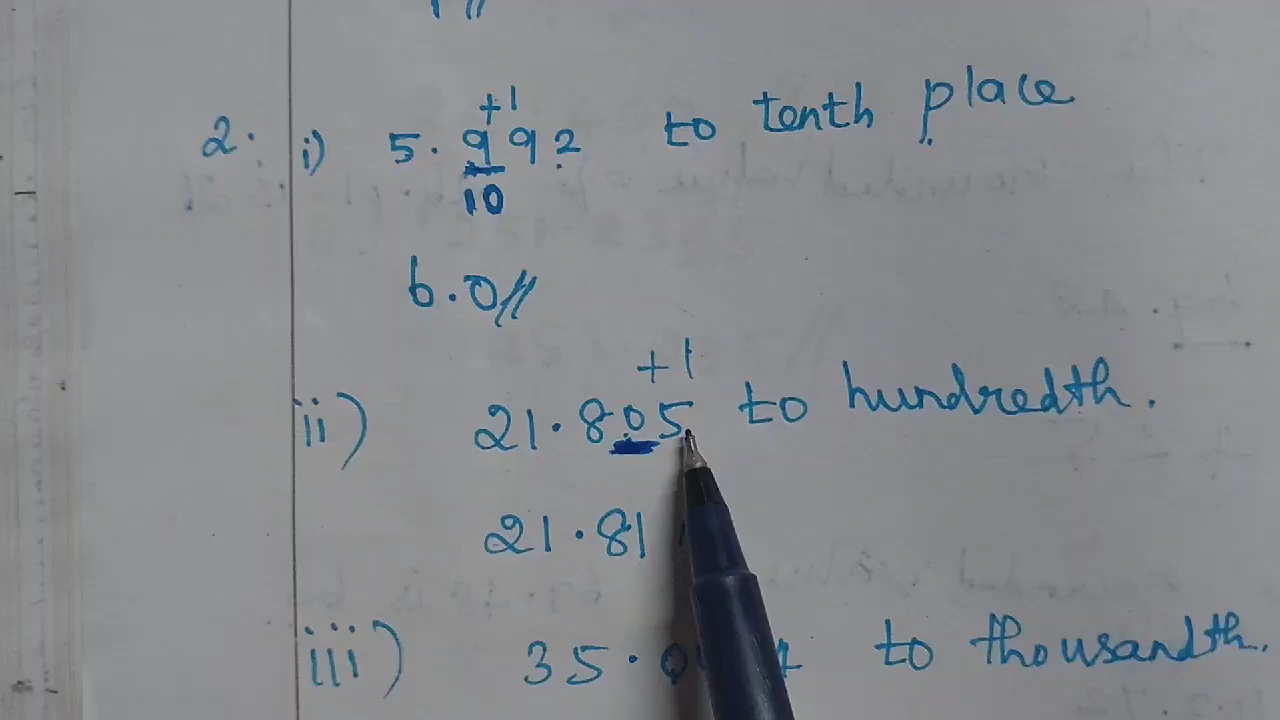 +1
2. i) 5.992 to tenth place
10
6.0//
+1
ii) 21.805 to hundredth.
21.81
iii) 35. to thousandth.